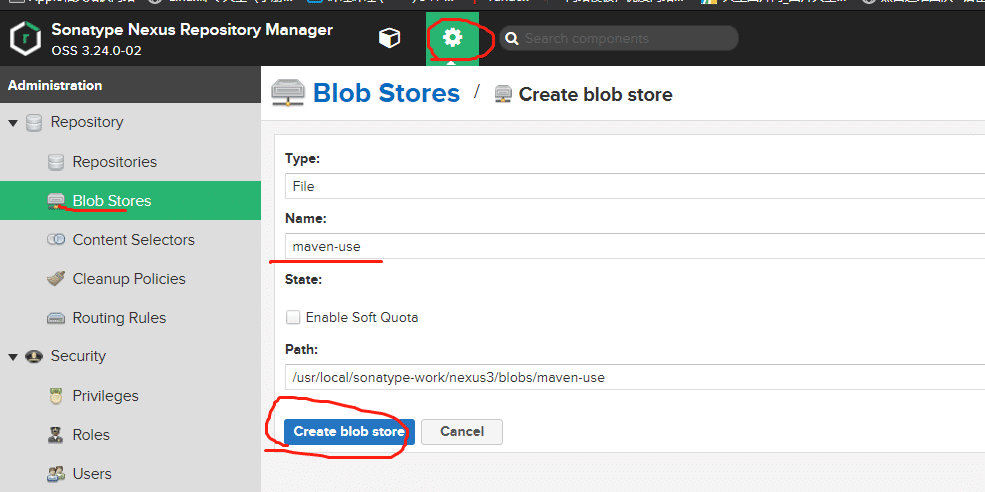 Sonatype Nexus Repository Manager
OSS 3.24.0-02
Search components
Administration
Repository
Repositories
Blob Stores
Content Selectors
Cleanup Policies
Routing Rules
Security
Privileges
Roles
Users
Blob Stores / Create blob store
Type:
File
Name:
maven-use
State:
Enable Soft Quota
Path:
/usr/local/sonatype-work/nexus3/blobs/maven-use
Create blob store
Cancel